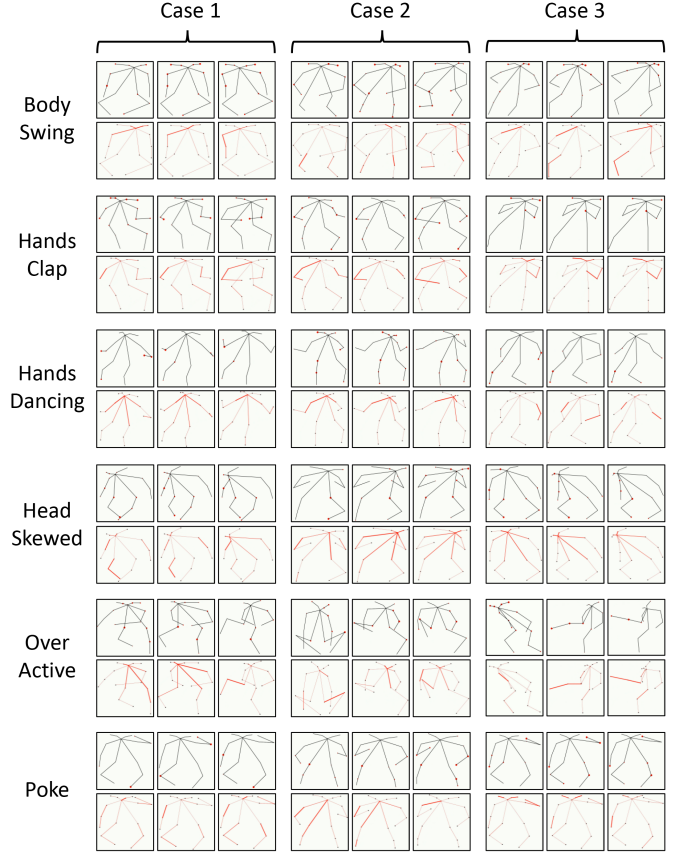 Case 1
Case 2
Case 3
Body
Swing
Hands
Clap
Hands
Dancing
Head
Skewed
Over
Active
Poke